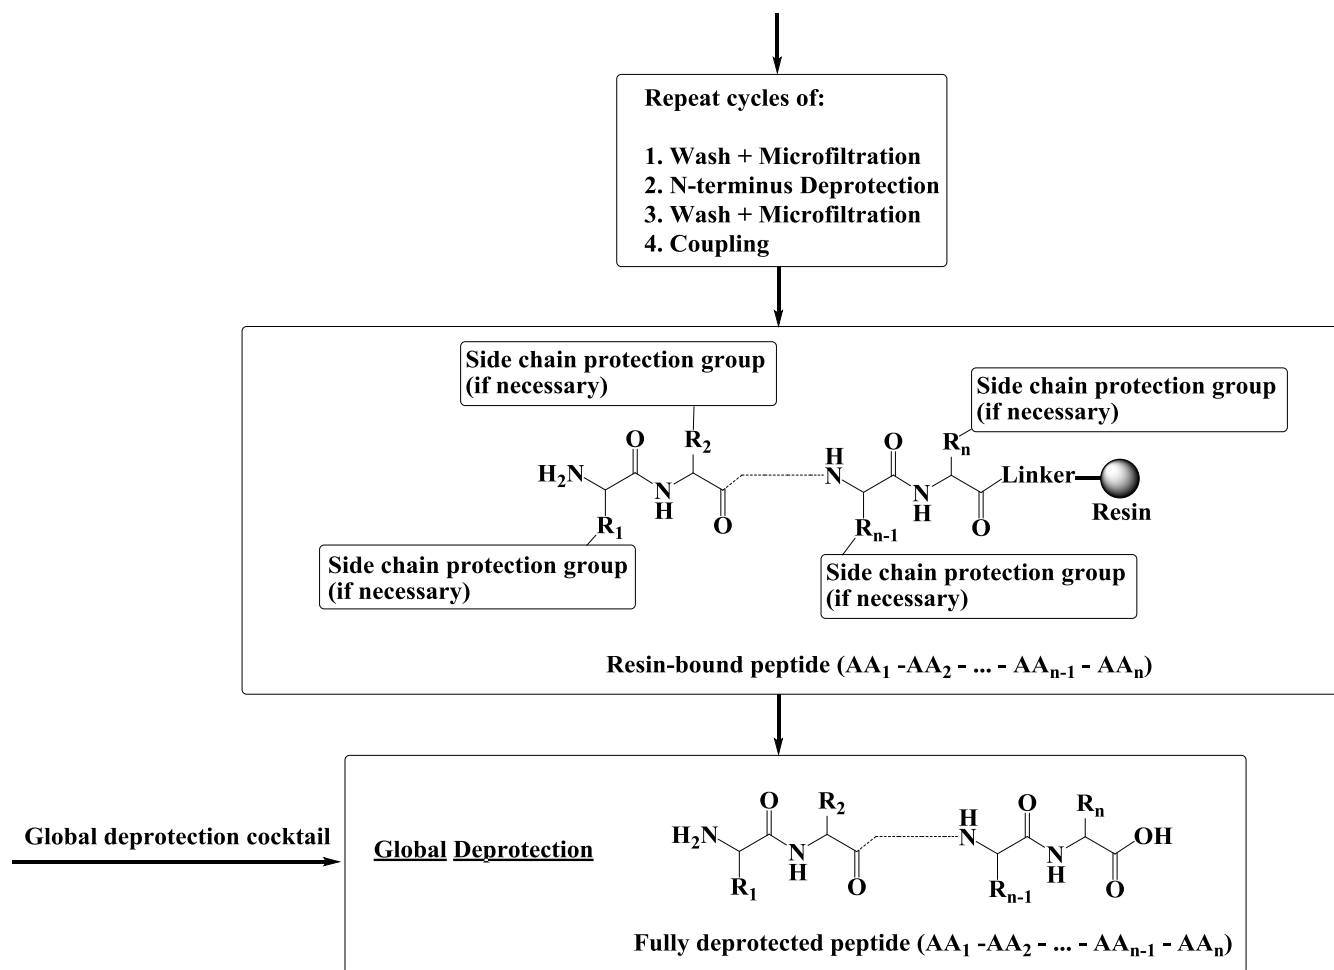 Repeat cycles of:
1. Wash + Microfiltration
2. N-terminus Deprotection
3. Wash + Microfiltration
4. Coupling
Side chain protection group
(if necessary)
Side chain protection group
(if necessary)
O
R₂
H
N
O
Rₙ
H₂N
N
H
O
R₁
Rₙ₋₁
N
H
O
Linker
Resin
Side chain protection group
(if necessary)
Side chain protection group
(if necessary)
Resin-bound peptide (AA₁ -AA₂ - ... - AAₙ₋₁ - AAₙ)
Global deprotection cocktail
Global Deprotection
O
R₂
H
N
O
Rₙ
OH
H₂N
N
H
O
R₁
Rₙ₋₁
N
H
O
Fully deprotected peptide (AA₁ -AA₂ - ... - AAₙ₋₁ - AAₙ)